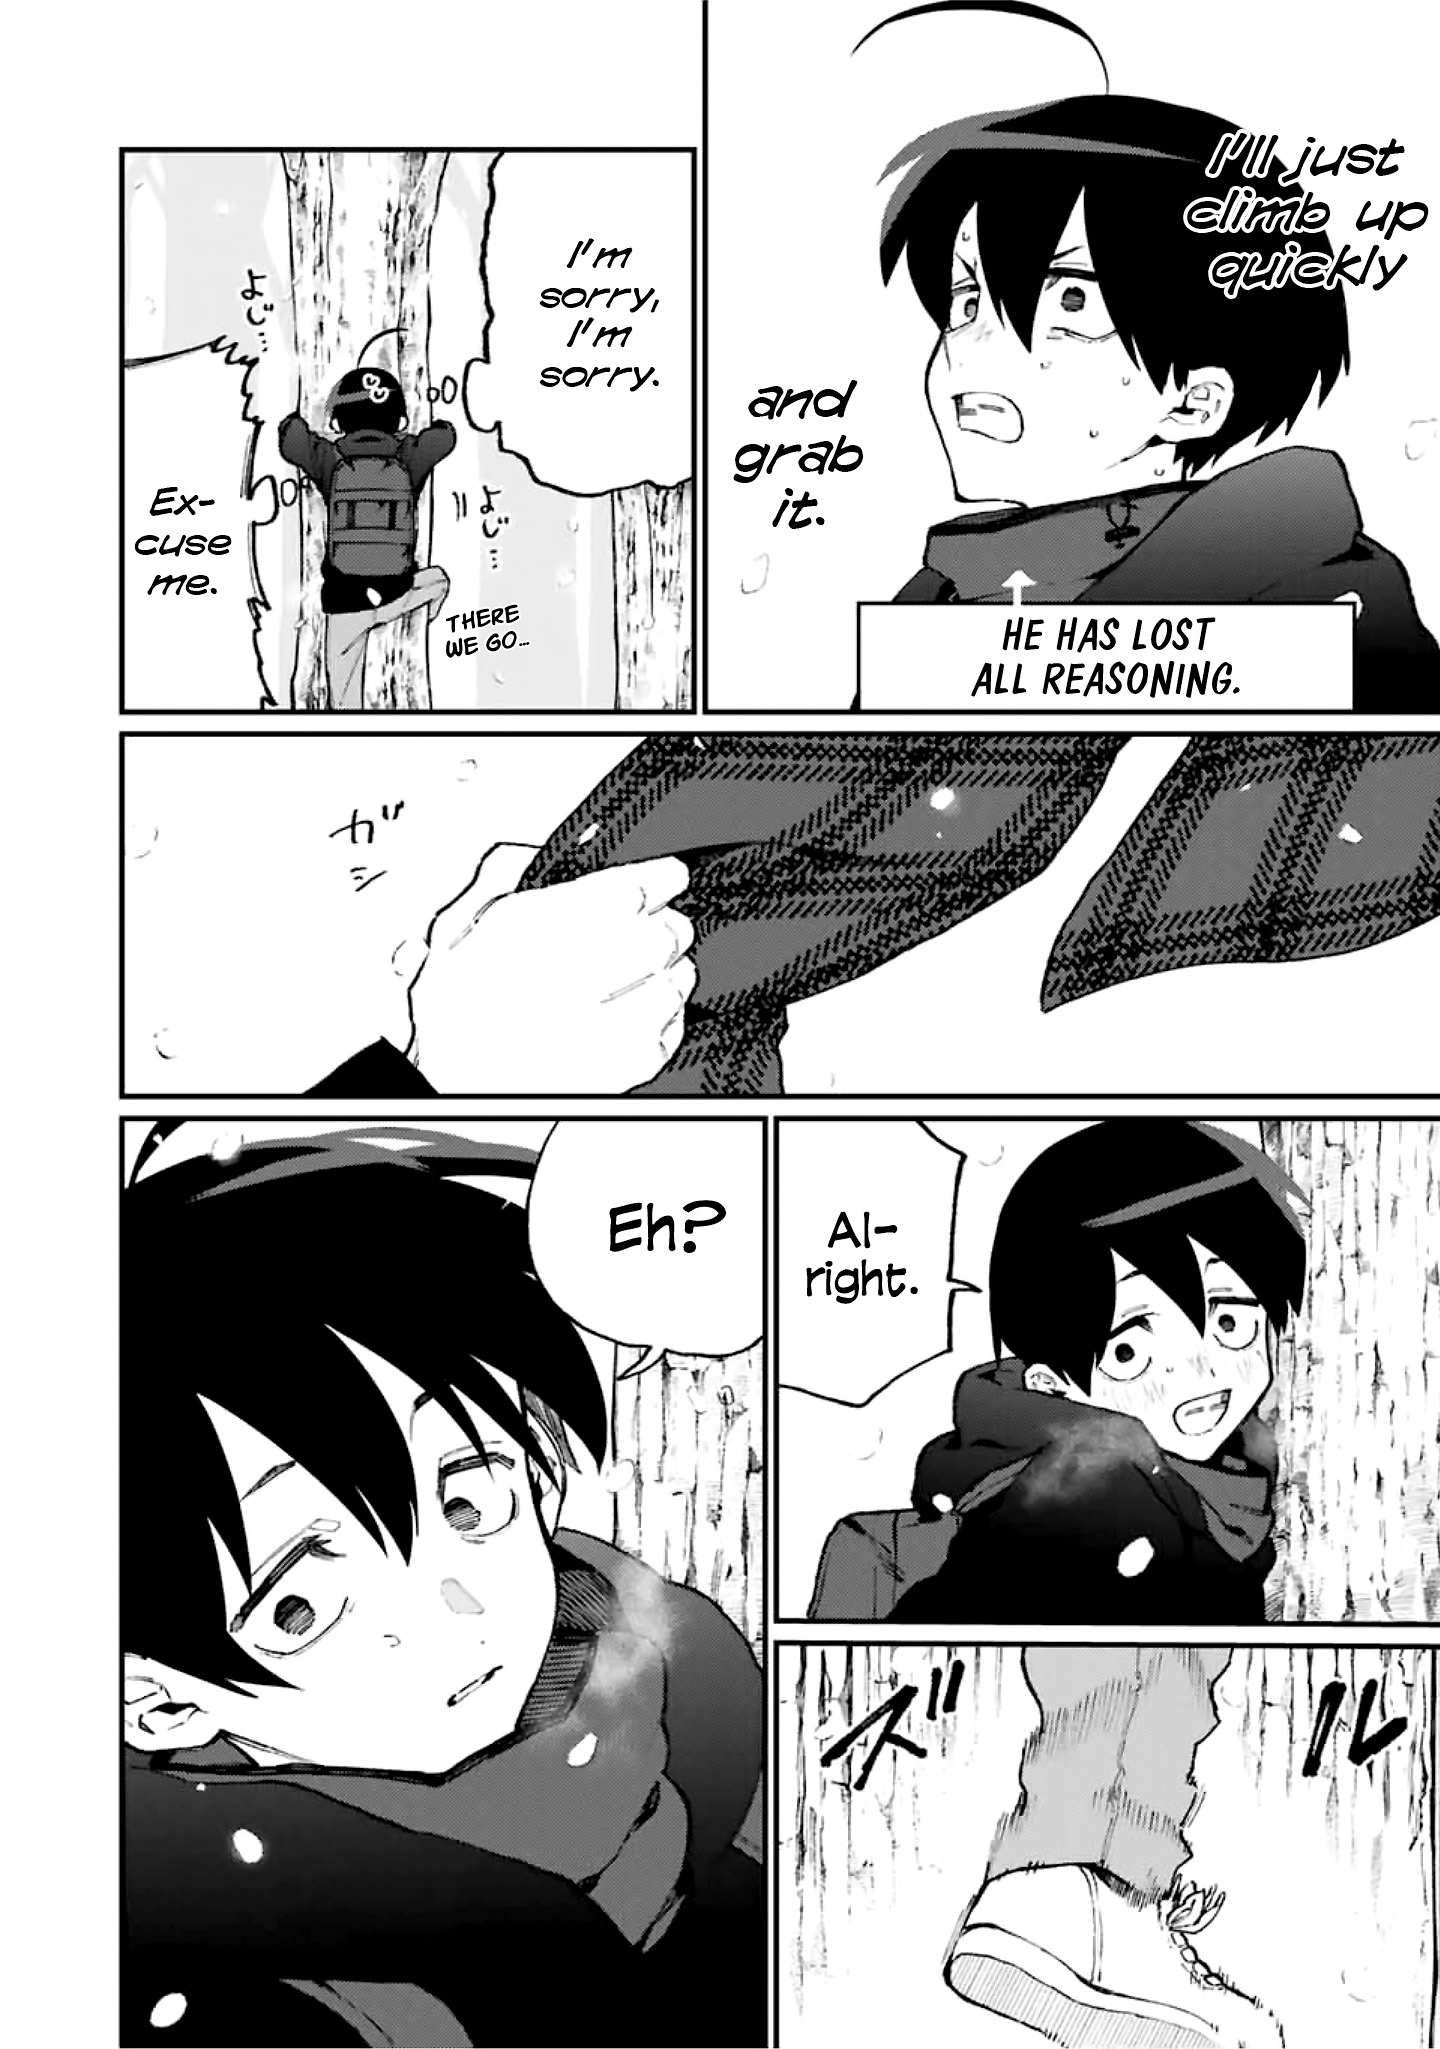 I'll just
climb up
quickly
and
grab
it.
HE HAS LOST
ALL REASONING.
I'm
sorry,
I'm
sorry.
よじ…
Ex-
cuse
me.
よじ…
THERE
WE GO...
ガシ
Al-
right.
ズル
Eh?